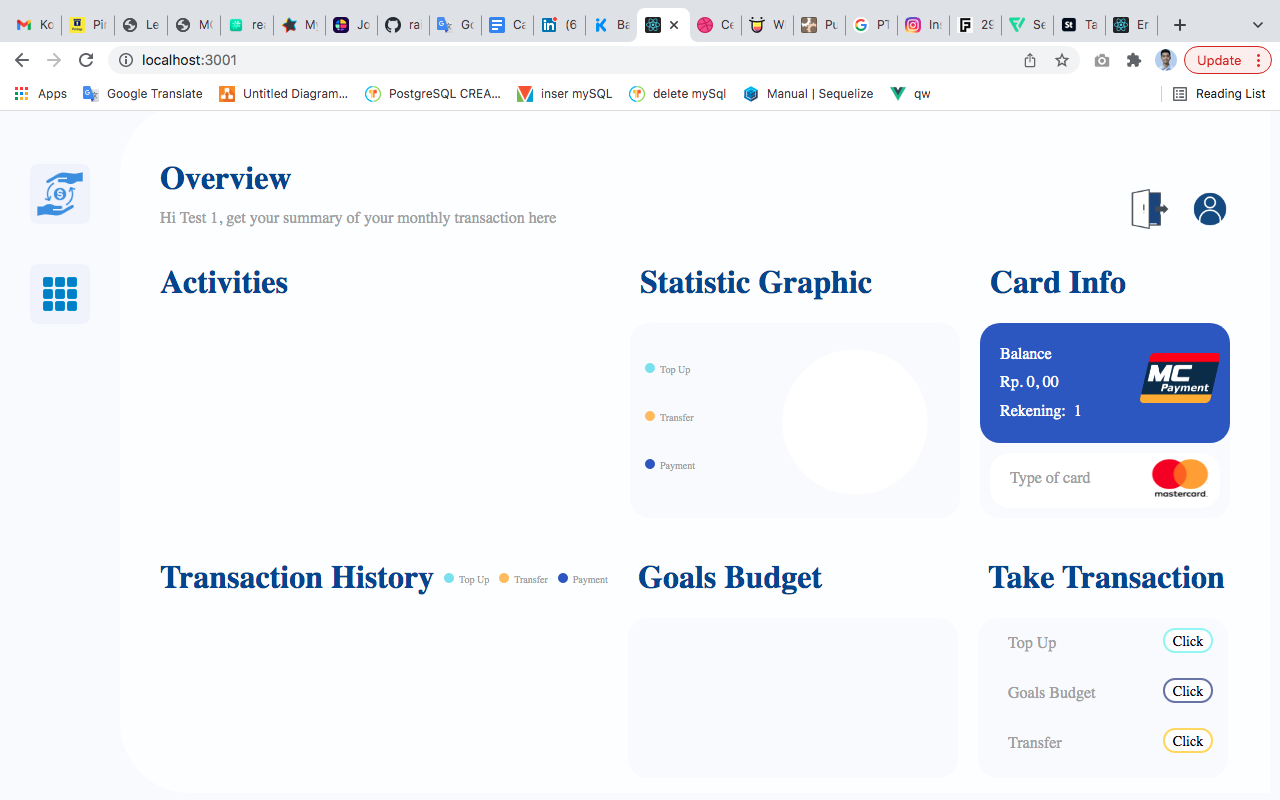 Ko
Pin
Le
MC
rea
My
Jo
ra
Go
Ca
(6
Ba
Ce
W
Pu
PT
Ins
29
Se
Ta
Er
localhost:3001
Update
Apps
Google Translate
Untitled Diagram...
PostgreSQL CREA...
inser mySQL
delete mySql
Manual | Sequelize
qw
Reading List
Overview
Hi Test 1, get your summary of your monthly transaction here
Activities
Statistic Graphic
Card Info
Top Up
Transfer
Payment
Balance
Rp. 0, 00
Rekening: 1
MC
Payment
Type of card
mastercard.
Transaction History
Top Up
Transfer
Payment
Goals Budget
Take Transaction
Top Up
Click
Goals Budget
Click
Transfer
Click